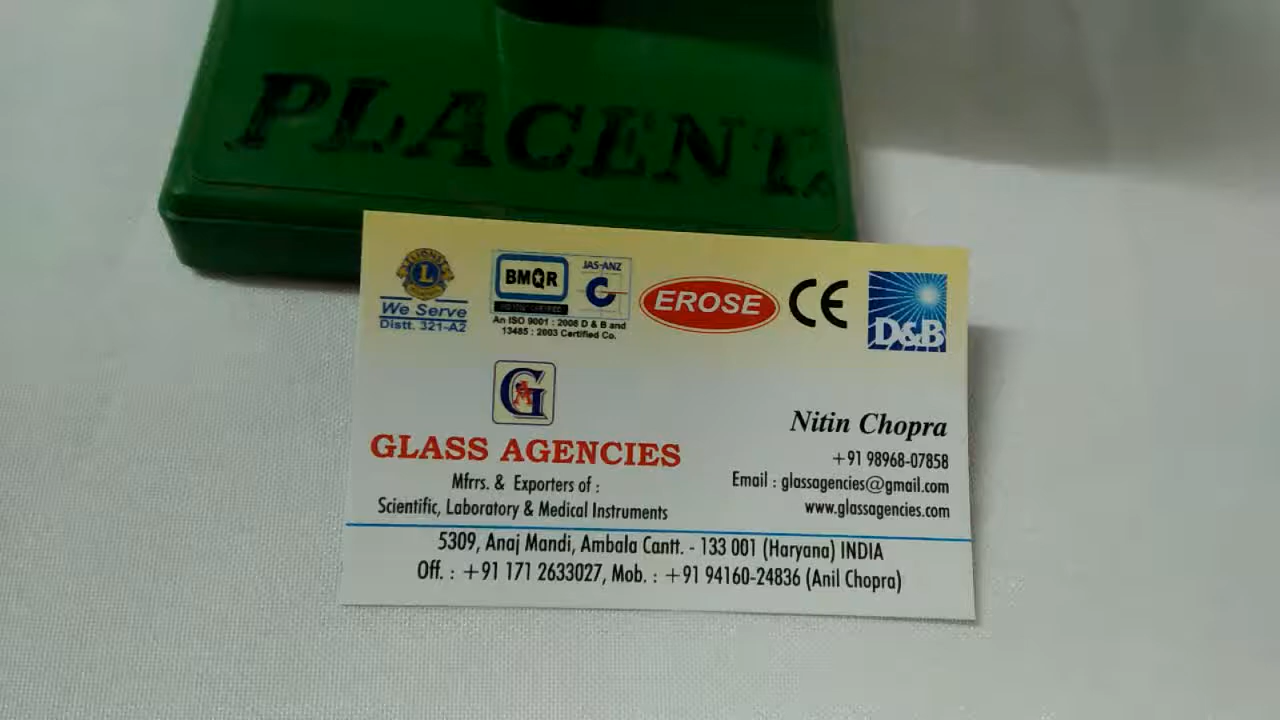 PLACENTA
LIONS
L
We Serve
Distt. 321-A2
BMQR
JAS-ANZ
An ISO 9001 : 2008 D & B and
13485 : 2003 Certified Co.
EROSE
CE
D&B
GA
GLASS AGENCIES
Mfrrs. & Exporters of :
Scientific, Laboratory & Medical Instruments
Nitin Chopra
+91 98968-07858
Email : glassagencies@gmail.com
www.glassagencies.com
5309, Anaj Mandi, Ambala Cantt. - 133 001 (Haryana) INDIA
Off. : +91 171 2633027, Mob. : +91 94160-24836 (Anil Chopra)